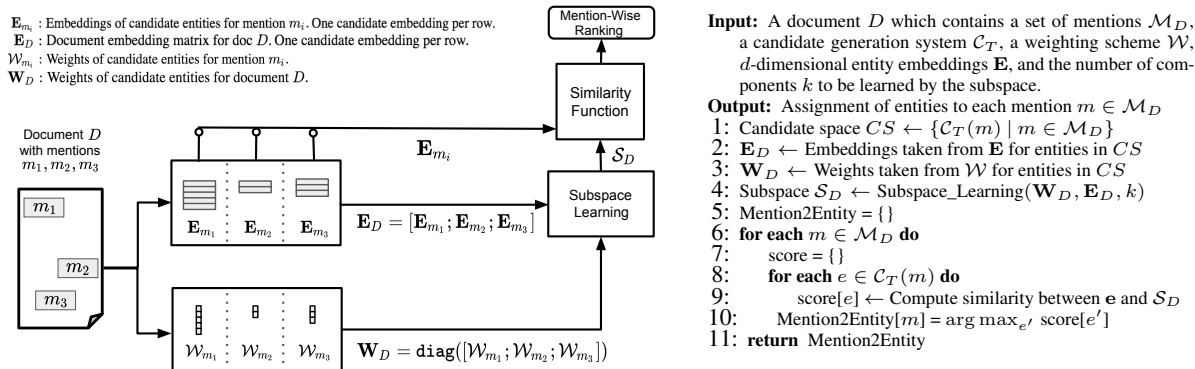 E_{m_i} : Embeddings of candidate entities for mention m_i. One candidate embedding per row.
E_D : Document embedding matrix for doc D. One candidate embedding per row.
𝒲_{m_i} : Weights of candidate entities for mention m_i.
W_D : Weights of candidate entities for document D.
Mention-Wise
Ranking
Similarity
Function
Document D
with mentions
m_1, m_2, m_3
E_{m_i}
𝒮_D
m_1
m_2
m_3
E_{m_1} E_{m_2} E_{m_3}
E_D = [E_{m_1}; E_{m_2}; E_{m_3}]
Subspace
Learning
𝒲_{m_1} 𝒲_{m_2} 𝒲_{m_3}
W_D = diag([𝒲_{m_1}; 𝒲_{m_2}; 𝒲_{m_3}])
Input: A document D which contains a set of mentions ℳ_D,
a candidate generation system 𝒞_T, a weighting scheme 𝒲,
d-dimensional entity embeddings E, and the number of com-
ponents k to be learned by the subspace.
Output: Assignment of entities to each mention m ∈ ℳ_D
1: Candidate space CS ← {𝒞_T(m) | m ∈ ℳ_D}
2: E_D ← Embeddings taken from E for entities in CS
3: W_D ← Weights taken from 𝒲 for entities in CS
4: Subspace 𝒮_D ← Subspace_Learning(W_D, E_D, k)
5: Mention2Entity = {}
6: for each m ∈ ℳ_D do
7: score = {}
8: for each e ∈ 𝒞_T(m) do
9: score[e] ← Compute similarity between e and 𝒮_D
10: Mention2Entity[m] = arg max_{e′} score[e′]
11: return Mention2Entity